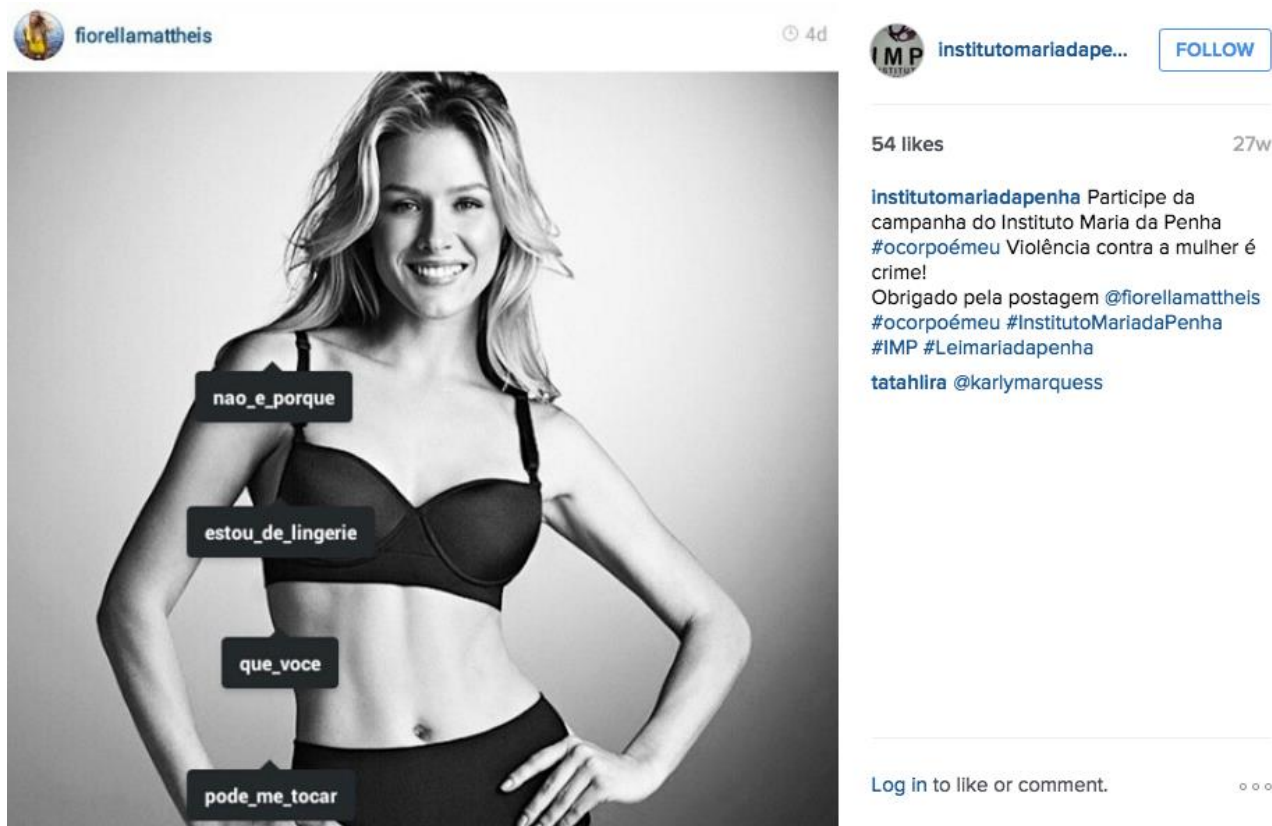 fiorellamattheis
4d
nao_e_porque
estou_de_lingerie
que_voce
pode_me_tocar
IMP
INSTITUT
institutomariadape...
FOLLOW
54 likes
27w
institutomariadapenha Participe da
campanha do Instituto Maria da Penha
#ocorpoémeu Violência contra a mulher é
crime!
Obrigado pela postagem @fiorellamattheis
#ocorpoémeu #InstitutoMariadaPenha
#IMP #Leimariadapenha
tatahlira @karlymarquess
Log in to like or comment.